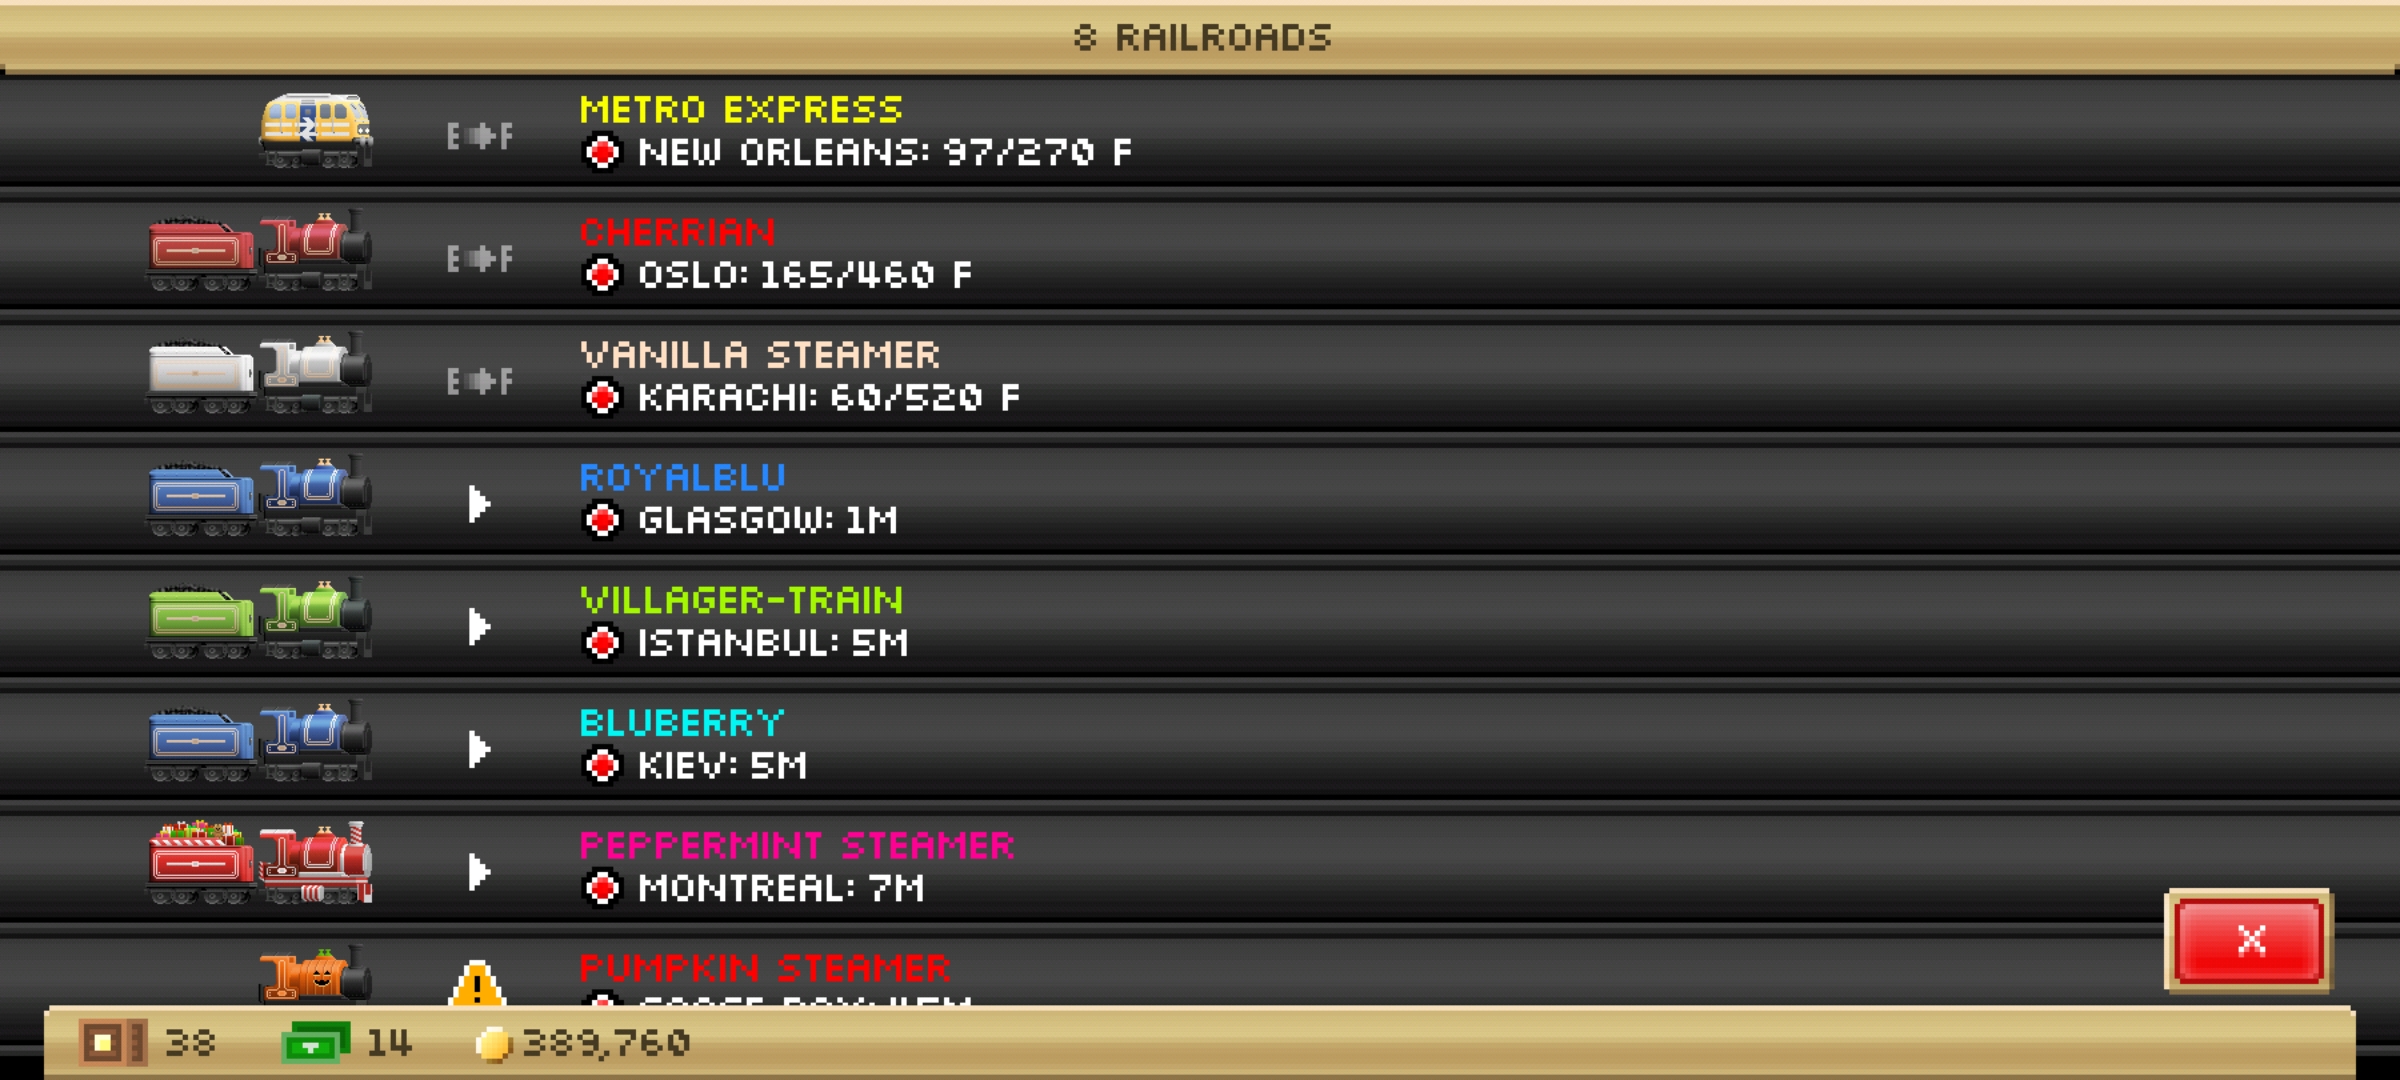 8 RAILROADS
METRO EXPRESS
E F
NEW ORLEANS: 97/270 F
CHERRIAN
E F
OSLO: 165/460 F
VANILLA STEAMER
E F
KARACHI: 60/520 F
ROYALBLU
GLASGOW: 1M
VILLAGER-TRAIN
ISTANBUL: 5M
BLUBERRY
KIEV: 5M
PEPPERMINT STEAMER
MONTREAL: 7M
X
PUMPKIN STEAMER
38 14 389,760